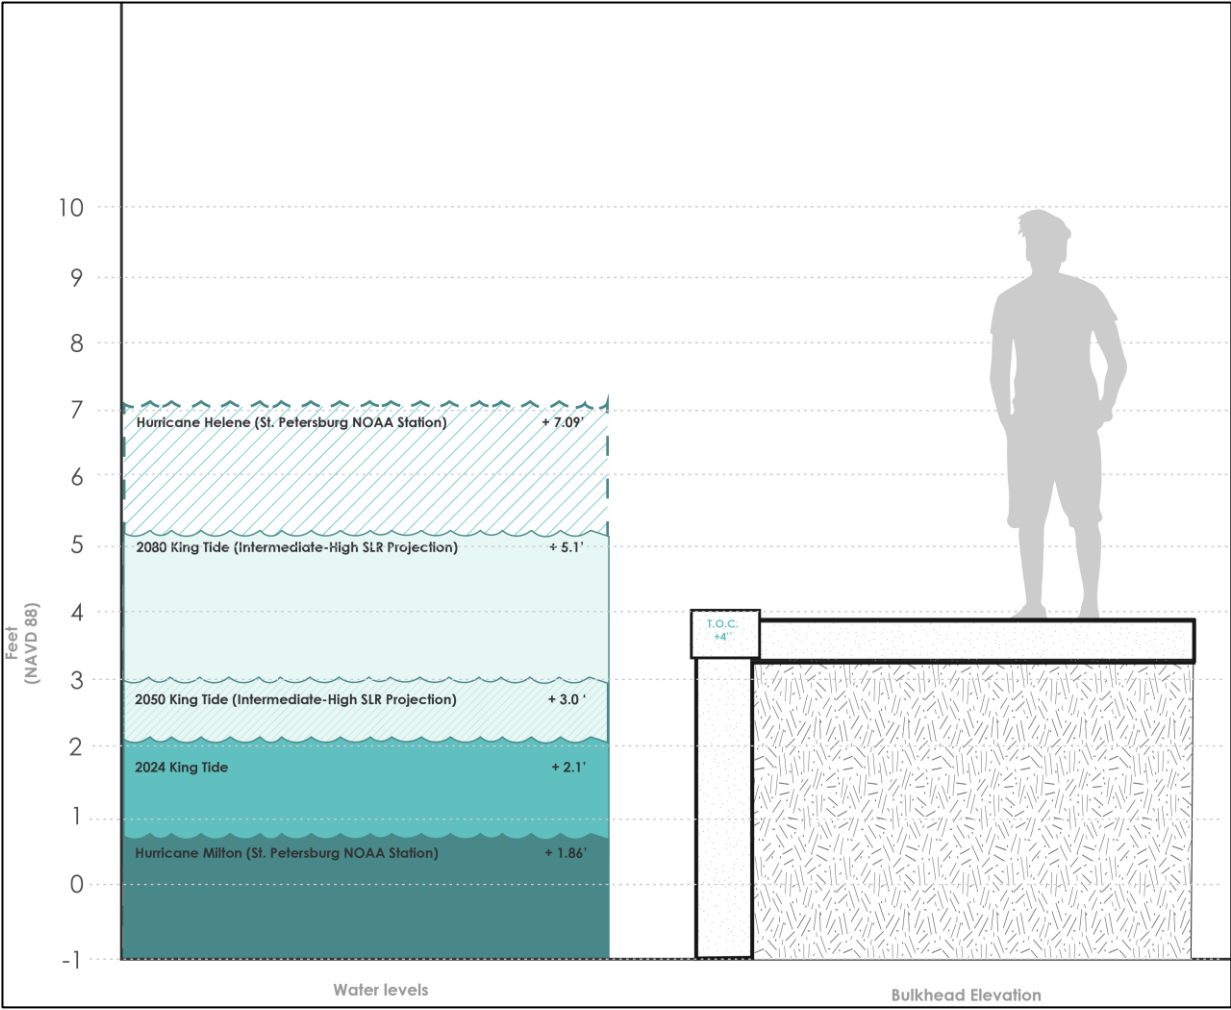 10
9
8
7
Hurricane Helene (St. Petersburg NOAA Station) + 7.09'
6
5
2080 King Tide (Intermediate-High SLR Projection) + 5.1'
4
T.O.C.
+4''
Feet
(NAVD 88)
3
2050 King Tide (Intermediate-High SLR Projection) + 3.0 '
2
2024 King Tide + 2.1'
1
Hurricane Milton (St. Petersburg NOAA Station) + 1.86'
0
-1
Water levels
Bulkhead Elevation